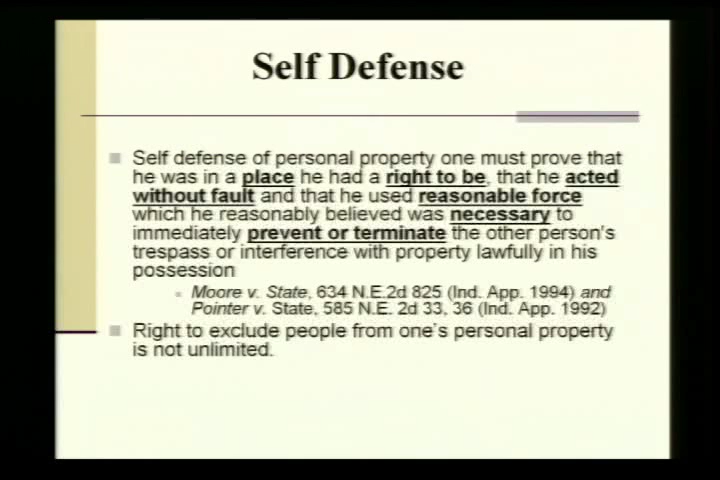 Self Defense
Self defense of personal property one must prove that
he was in a place he had a right to be, that he acted
without fault and that he used reasonable force
which he reasonably believed was necessary to
immediately prevent or terminate the other person's
trespass or interference with property lawfully in his
possession
Moore v. State, 634 N.E.2d 825 (Ind. App. 1994) and
Pointer v. State, 585 N.E. 2d 33, 36 (Ind. App. 1992)
Right to exclude people from one's personal property
is not unlimited.